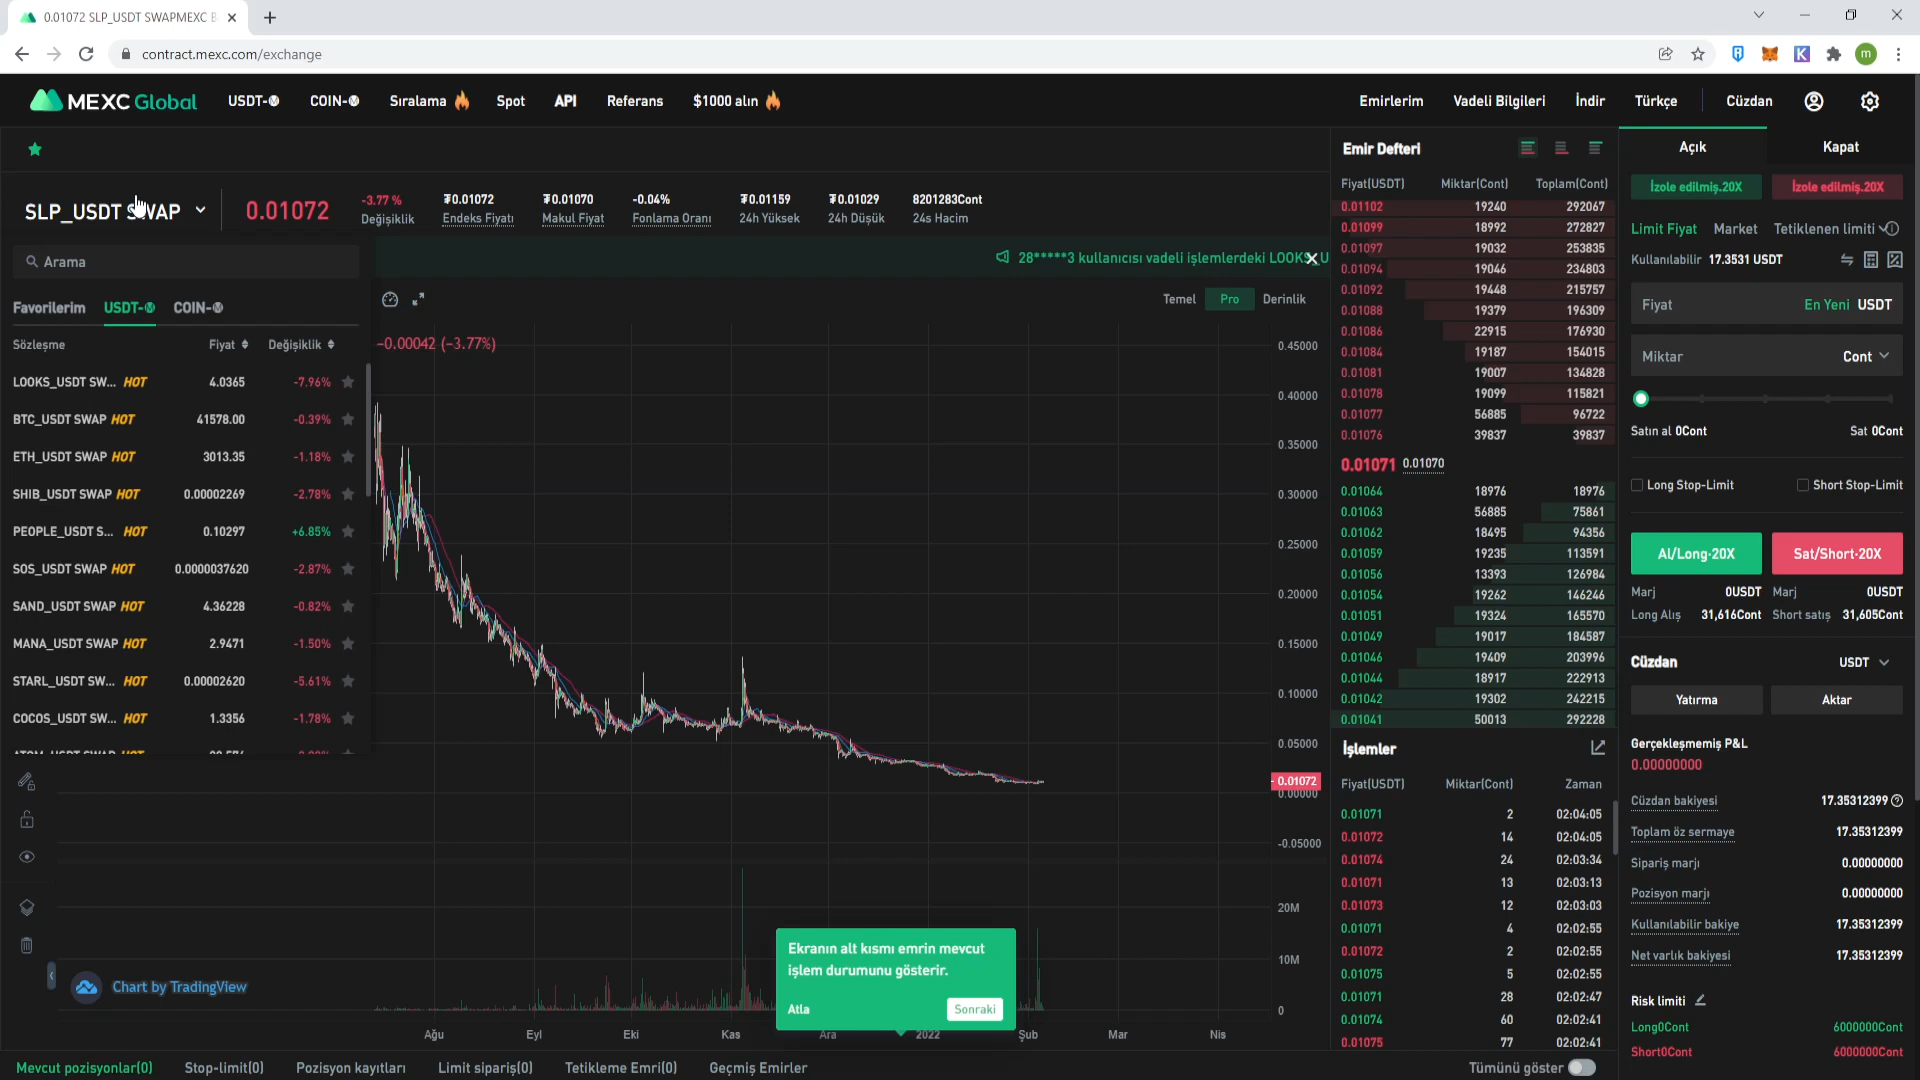 0.01072 SLP_USDT SWAPMEXC B
contract.mexc.com/exchange
m
MEXC Global
USDT-Ⓜ COIN-Ⓜ Sıralama Spot API Referans $1000 alın
Emirlerim Vadeli Bilgileri İndir Türkçe Cüzdan
SLP_USDT SWAP
0.01072
-3.77 %
Değişiklik
₮0.01072
Endeks Fiyatı
₮0.01070
Makul Fiyat
-0.04%
Fonlama Oranı
₮0.01159
24h Yüksek
₮0.01029
24h Düşük
8201283Cont
24s Hacim
Arama
28*****3 kullanıcısı vadeli işlemlerdeki LOOKS_U
Favorilerim USDT-Ⓜ COIN-Ⓜ
Sözleşme Fiyat Değişiklik
LOOKS_USDT SW... HOT 4.0365 -7.96%
BTC_USDT SWAP HOT 41578.00 -0.39%
ETH_USDT SWAP HOT 3013.35 -1.18%
SHIB_USDT SWAP HOT 0.00002269 -2.78%
PEOPLE_USDT S... HOT 0.10297 +6.85%
SOS_USDT SWAP HOT 0.0000037620 -2.87%
SAND_USDT SWAP HOT 4.36228 -0.82%
MANA_USDT SWAP HOT 2.9471 -1.50%
STARL_USDT SW... HOT 0.00002620 -5.61%
COCOS_USDT SW... HOT 1.3356 -1.78%
Temel Pro Derinlik
-0.00042 (-3.77%)
0.45000
0.40000
0.35000
0.30000
0.25000
0.20000
0.15000
0.10000
0.05000
0.01072
0.00000
-0.05000
20M
10M
0
Chart by TradingView
Ekranın alt kısmı emrin mevcut
işlem durumunu gösterir.
Atla Sonraki
Ağu Eyl Eki Kas Ara 2022 Şub Mar Nis
Emir Defteri
Fiyat(USDT) Miktar(Cont) Toplam(Cont)
0.01102 19240 292067
0.01099 18992 272827
0.01097 19032 253835
0.01094 19046 234803
0.01092 19448 215757
0.01088 19379 196309
0.01086 22915 176930
0.01084 19187 154015
0.01081 19007 134828
0.01078 19099 115821
0.01077 56885 96722
0.01076 39837 39837
0.01071 0.01070
0.01064 18976 18976
0.01063 56885 75861
0.01062 18495 94356
0.01059 19235 113591
0.01056 13393 126984
0.01054 19262 146246
0.01051 19324 165570
0.01049 19017 184587
0.01046 19409 203996
0.01044 18917 222913
0.01042 19302 242215
0.01041 50013 292228
İşlemler
Fiyat(USDT) Miktar(Cont) Zaman
0.01071 2 02:04:05
0.01072 14 02:04:05
0.01074 24 02:03:34
0.01071 13 02:03:13
0.01073 12 02:03:03
0.01071 4 02:02:55
0.01072 2 02:02:55
0.01075 5 02:02:55
0.01071 28 02:02:47
0.01074 60 02:02:41
0.01075 77 02:02:41
Açık Kapat
İzole edilmiş.20X İzole edilmiş.20X
Limit Fiyat Market Tetiklenen limiti
Kullanılabilir 17.3531 USDT
Fiyat En Yeni USDT
Miktar Cont
Satın al 0Cont Sat 0Cont
Long Stop-Limit Short Stop-Limit
Al/Long·20X Sat/Short·20X
Marj 0USDT Marj 0USDT
Long Alış 31,616Cont Short satış 31,605Cont
Cüzdan USDT
Yatırma Aktar
Gerçekleşmemiş P&L
0.00000000
Cüzdan bakiyesi 17.35312399
Toplam öz sermaye 17.35312399
Sipariş marjı 0.00000000
Pozisyon marjı 0.00000000
Kullanılabilir bakiye 17.35312399
Net varlık bakiyesi 17.35312399
Risk limiti
Long0Cont 6000000Cont
Short0Cont 6000000Cont
Mevcut pozisyonlar(0) Stop-limit(0) Pozisyon kayıtları Limit sipariş(0) Tetikleme Emri(0) Geçmiş Emirler Tümünü göster